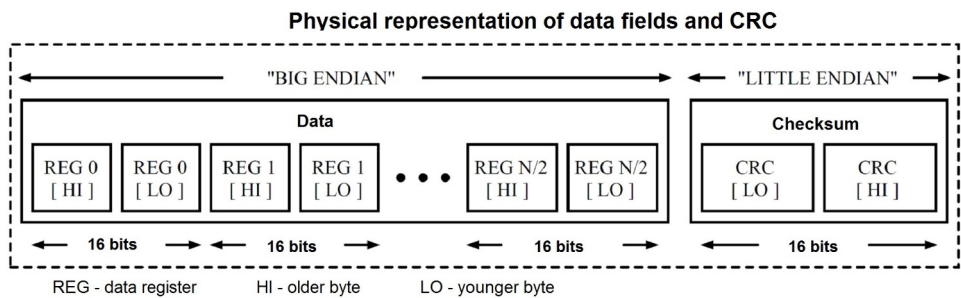 Physical representation of data fields and CRC
"BIG ENDIAN" "LITTLE ENDIAN"
Data Checksum
REG 0 REG 0 REG 1 REG 1 REG N/2 REG N/2 CRC CRC
[ HI ] [ LO ] [ HI ] [ LO ] • • • [ HI ] [ LO ] [ LO ] [ HI ]
16 bits 16 bits 16 bits 16 bits
REG - data register HI - older byte LO - younger byte